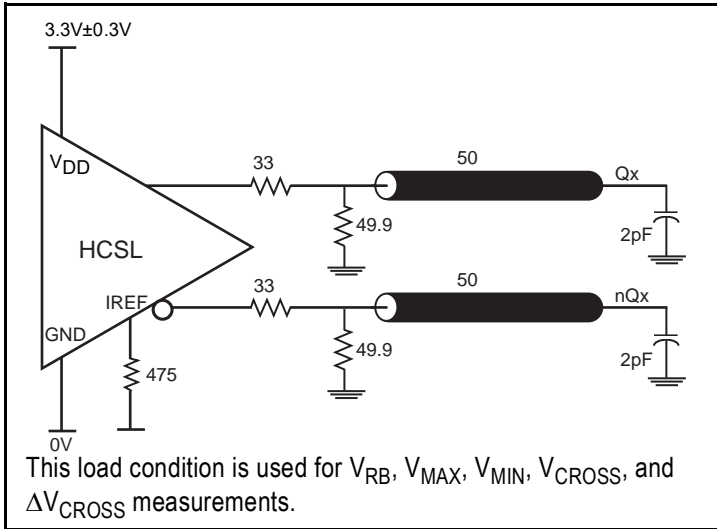 3.3V±0.3V
VDD
HCSL
IREF
GND
0V
475
33
49.9
50
Qx
2pF
33
49.9
50
nQx
2pF
This load condition is used for VRB, VMAX, VMIN, VCROSS, and
ΔVCROSS measurements.